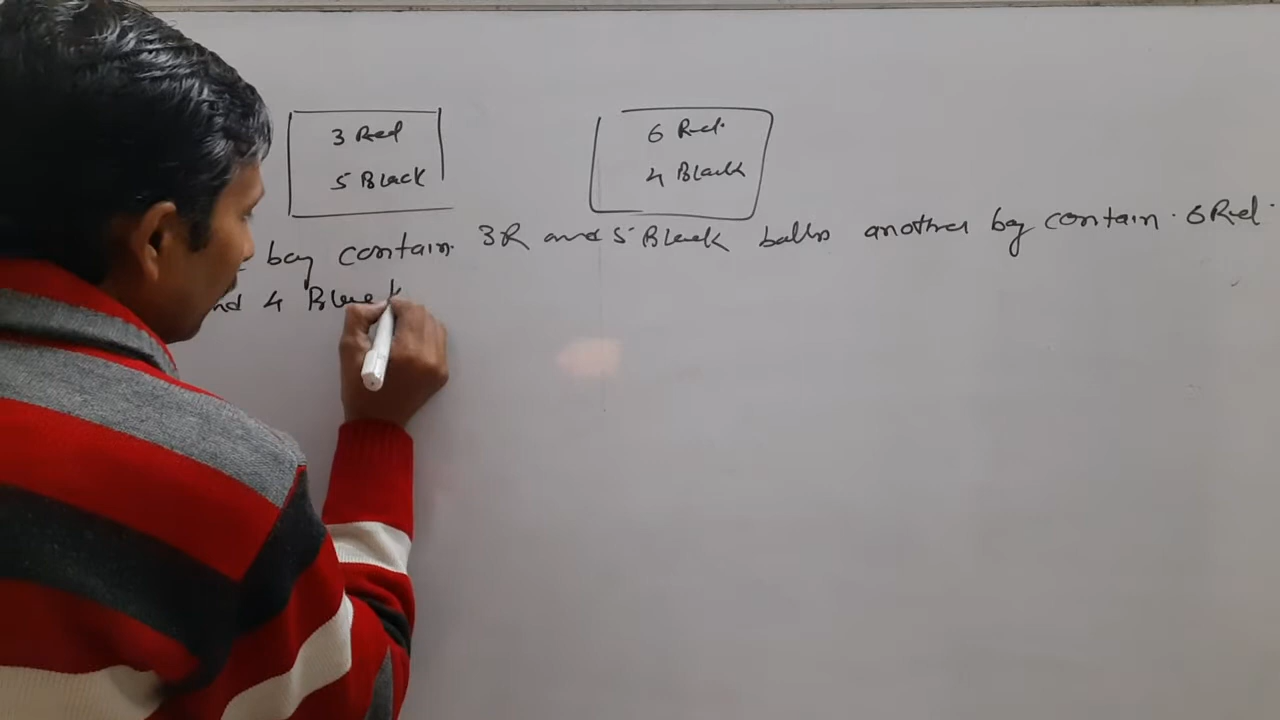 3 Red
5 Black
6 Red.
4 Black
bag contain. 3R and 5 Black balls another bag contain. 6 Red.
4 Black